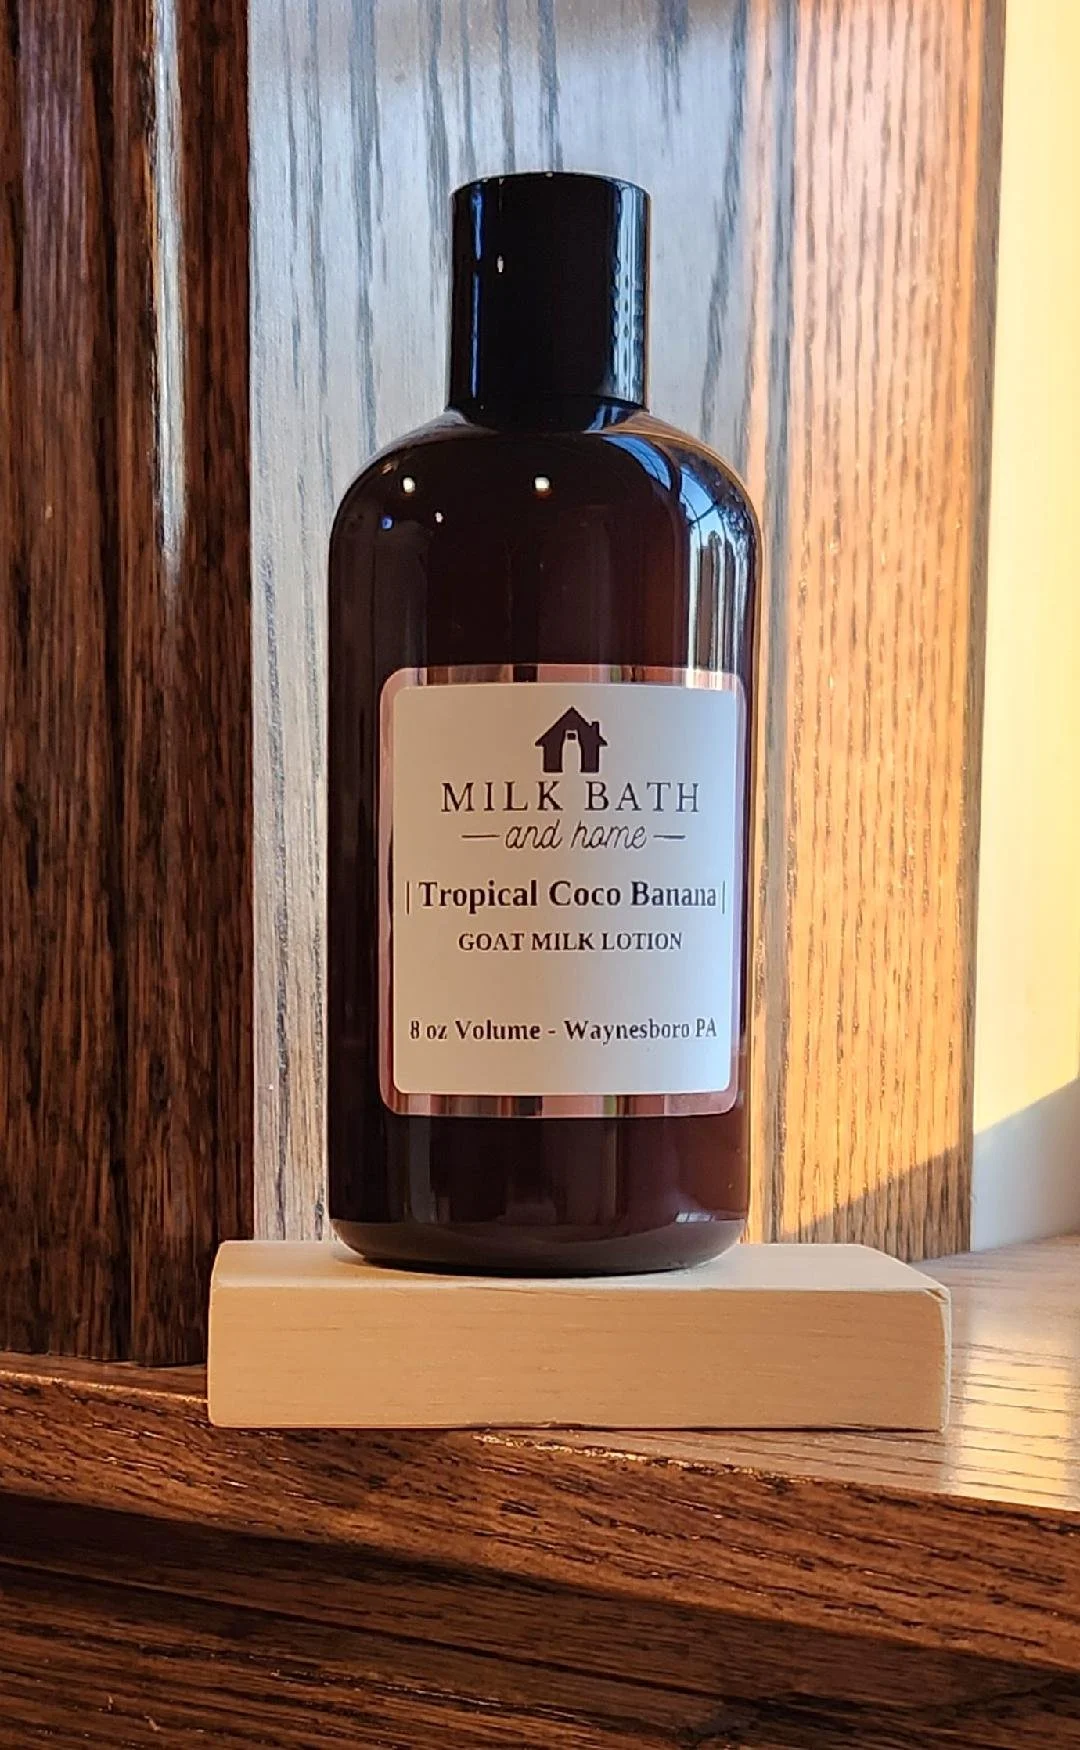 MILK BATH
—and home—
| Tropical Coco Banana |
GOAT MILK LOTION
8 oz Volume - Waynesboro PA